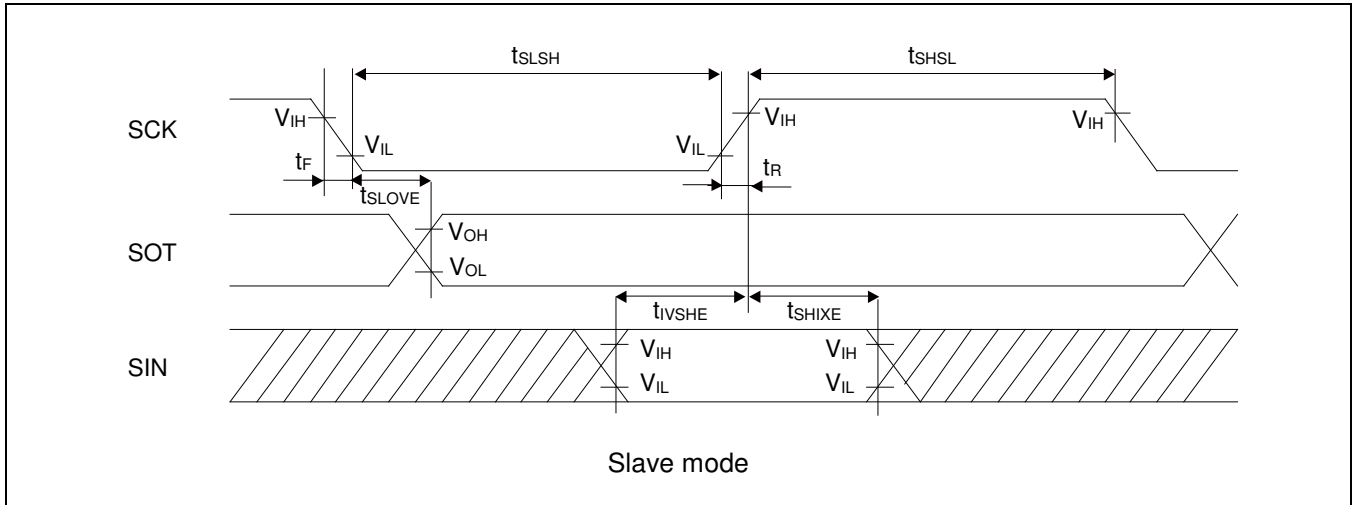 tSLSH
tSHSL
SCK
VIH
VIL
VIL
VIH
VIH
tF
tSLOVE
tR
SOT
VOH
VOL
tIVSHE
tSHIXE
SIN
VIH
VIL
VIH
VIL
Slave mode